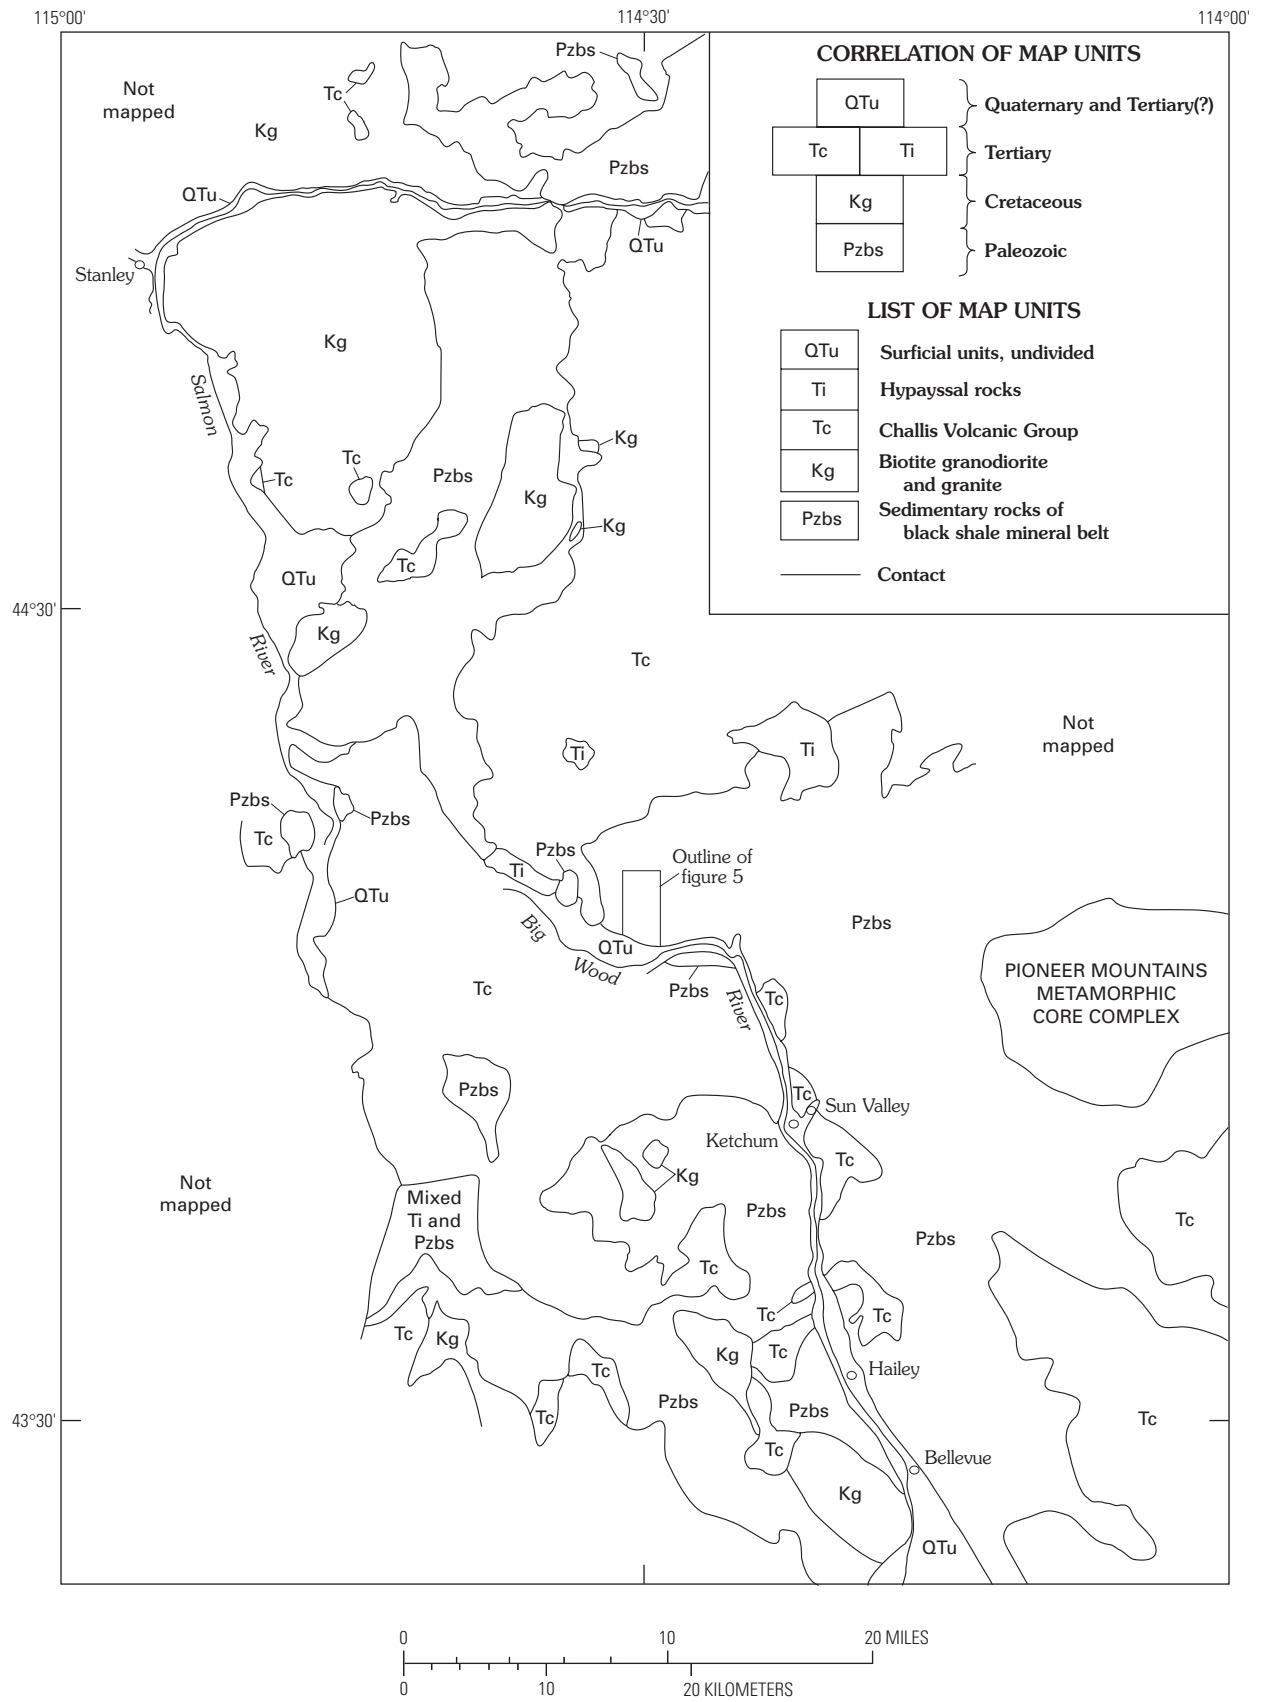 115°00'
114°30'
114°00'
Pzbs
CORRELATION OF MAP UNITS
Not
mapped
Tc
Kg
QTu
Quaternary and Tertiary(?)
Tc
Ti
Tertiary
Pzbs
QTu
Kg
Cretaceous
QTu
Pzbs
Paleozoic
Stanley
LIST OF MAP UNITS
Kg
QTu
Surficial units, undivided
Ti
Hypayssal rocks
Salmon
Tc
Challis Volcanic Group
Kg
Tc
Tc
Pzbs
Kg
Kg
Biotite granodiorite
and granite
Kg
Pzbs
Sedimentary rocks of
black shale mineral belt
Tc
QTu
Contact
44°30'
Kg
River
Tc
Not
mapped
Ti
Ti
Pzbs
Pzbs
Tc
Pzbs
Outline of
figure 5
Ti
QTu
Big
Wood
QTu
Pzbs
PIONEER MOUNTAINS
METAMORPHIC
CORE COMPLEX
Tc
Pzbs
River
Tc
Pzbs
Tc
Sun Valley
Ketchum
Tc
Kg
Not
mapped
Mixed
Ti and
Pzbs
Pzbs
Pzbs
Tc
Tc
Tc
Tc
Tc
Kg
Kg
Tc
Tc
Hailey
Pzbs
Pzbs
Tc
Tc
43°30'
Tc
Bellevue
Kg
QTu
0
10
20 MILES
0
10
20 KILOMETERS